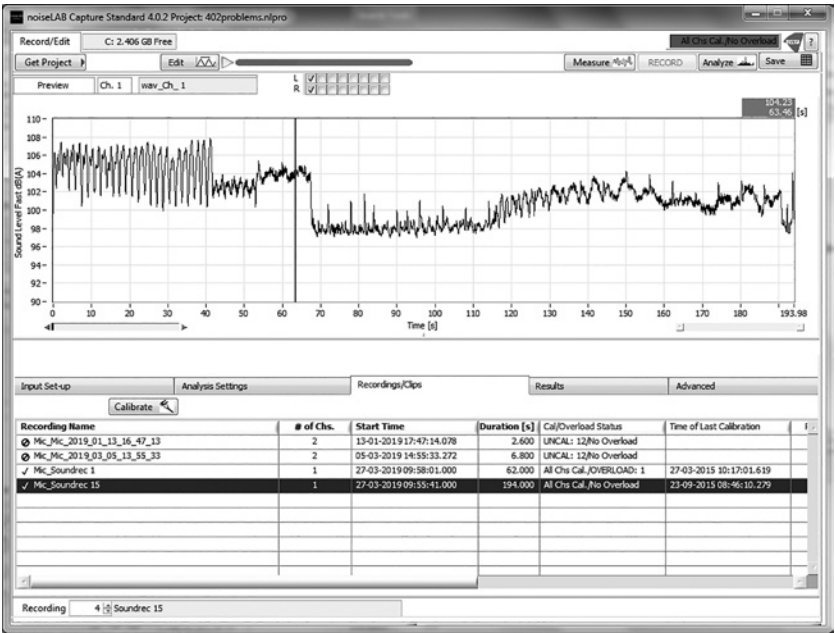 noiseLAB Capture Standard 4.0.2 Project: 402problems.nlpro
Record/Edit C: 2.406 GB Free All Chs Cal./No Overload ?
Get Project Edit Measure RECORD Analyze Save
Preview Ch. 1 wav_Ch_ 1 L
R
104.23
63.46 [s]
Sound Level Fast dB(A)
110
108
106
104
102
100
98
96
94
92
90
0 10 20 30 40 50 60 70 80 90 100 110 120 130 140 150 160 170 180 193.98
Time [s]
Input Set-up Analysis Settings Recordings/Clips Results Advanced
Calibrate
Recording Name # of Chs. Start Time Duration [s] Cal/Overload Status Time of Last Calibration
Mic_Mic_2019_01_13_16_47_13 2 13-01-2019 17:47:14.078 2.600 UNCAL: 12/No Overload
Mic_Mic_2019_03_05_13_55_33 2 05-03-2019 14:55:33.272 6.800 UNCAL: 12/No Overload
Mic_Soundrec 1 1 27-03-2019 09:58:01.000 62.000 All Chs Cal./OVERLOAD: 1 27-03-2015 10:17:01.619
Mic_Soundrec 15 1 27-03-2019 09:55:41.000 194.000 All Chs Cal./No Overload 23-09-2015 08:46:10.279
Recording 4 Soundrec 15